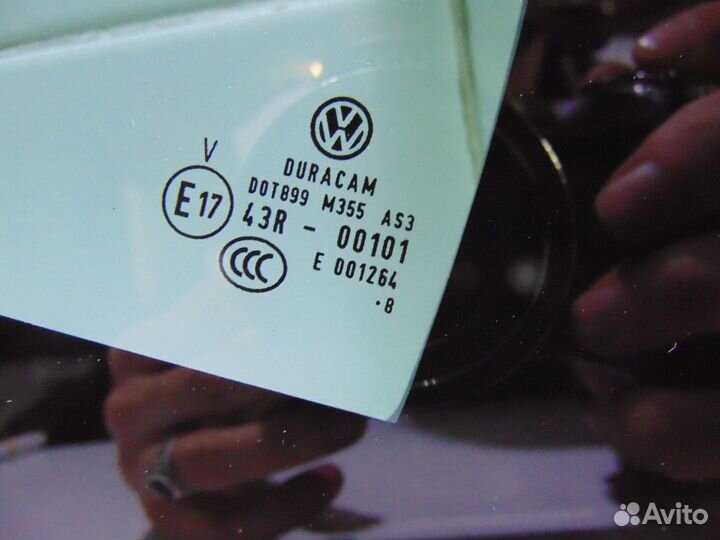 V
DURACAM
DOT899 M355 AS3
E17 43R - 00101
CCC E 001264
.8
Avito